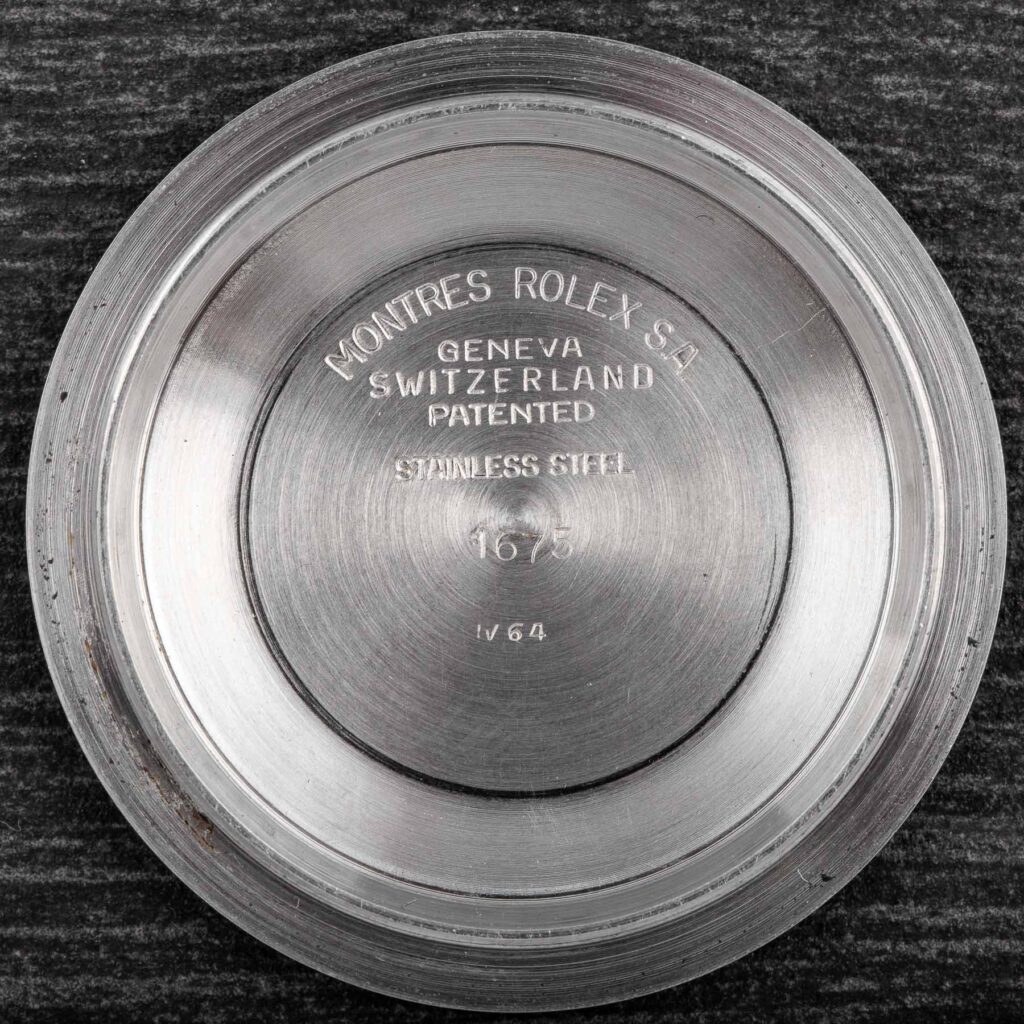 MONTRES ROLEX S.A.
GENEVA
SWITZERLAND
PATENTED
STAINLESS STEEL
1675
IV 64